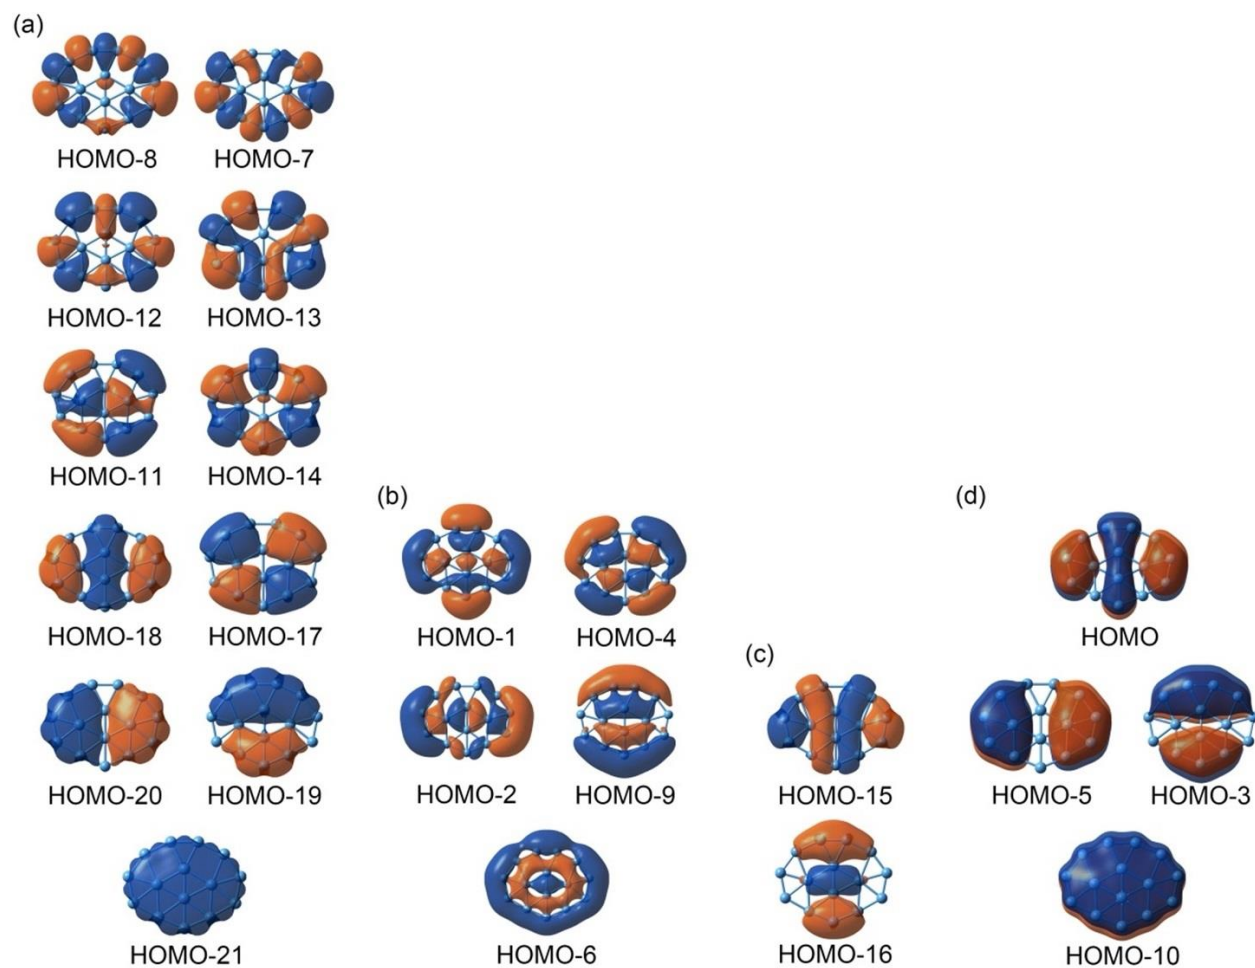 (a)
HOMO-8 HOMO-7
HOMO-12 HOMO-13
HOMO-11 HOMO-14
(b) (d)
HOMO-18 HOMO-17 HOMO-1 HOMO-4 HOMO
(c)
HOMO-20 HOMO-19 HOMO-2 HOMO-9 HOMO-15 HOMO-5 HOMO-3
HOMO-21 HOMO-6 HOMO-16 HOMO-10